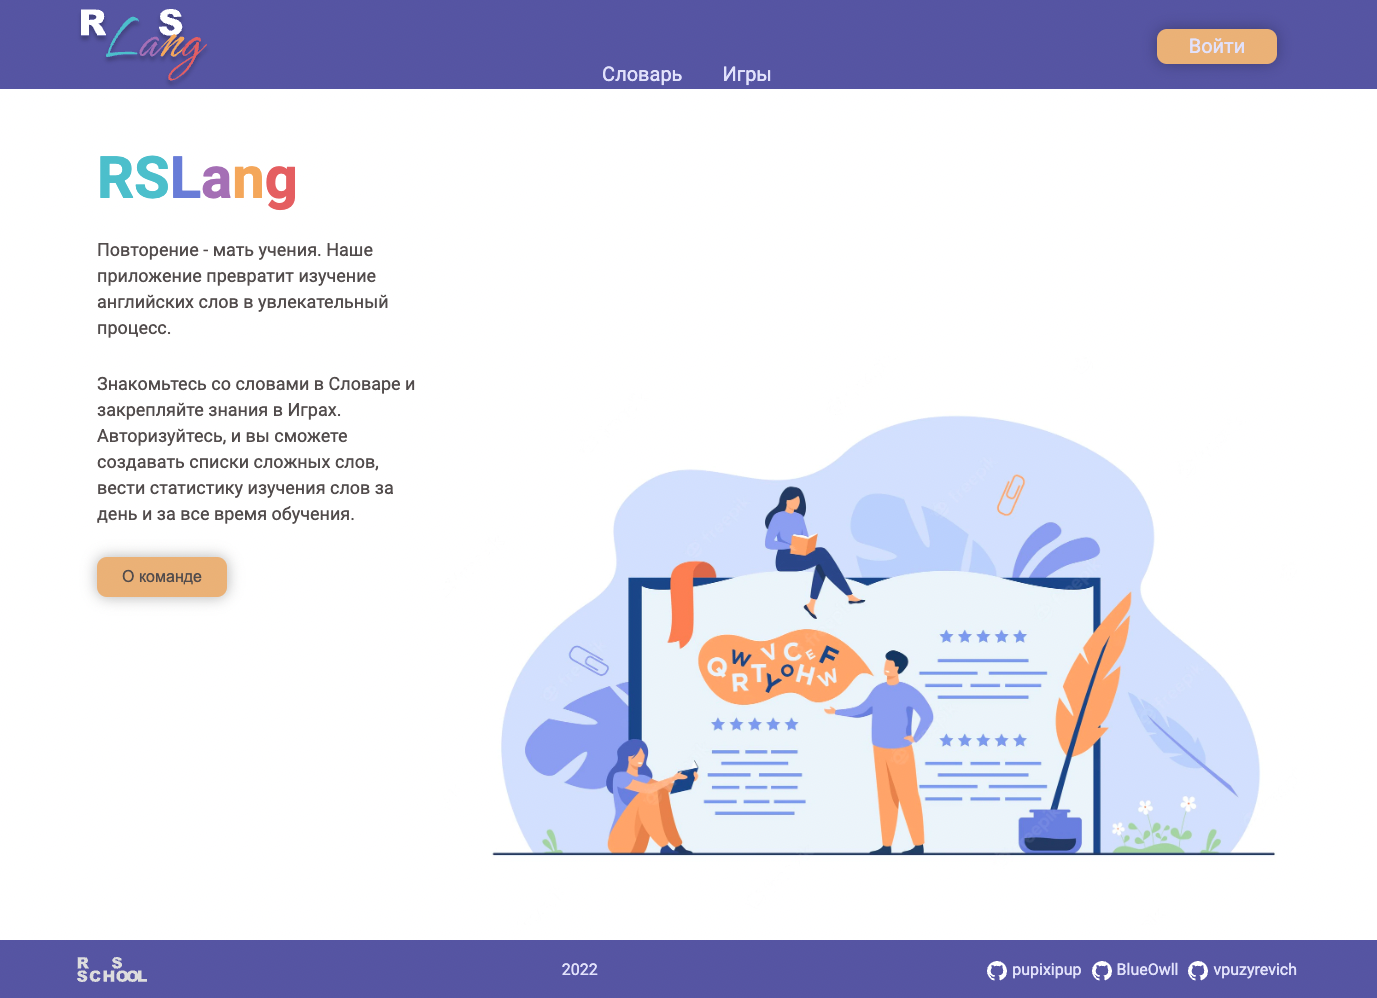 R S
Lang
Войти
Словарь Игры
RSLang
Повторение - мать учения. Наше
приложение превратит изучение
английских слов в увлекательный
процесс.
Знакомьтесь со словами в Словаре и
закрепляйте знания в Играх.
Авторизуйтесь, и вы сможете
создавать списки сложных слов,
вести статистику изучения слов за
день и за все время обучения.
О команде
Q W V C E F
R T Y O H W
R S
SCHOOL
2022
pupixipup BlueOwll vpuzyrevich